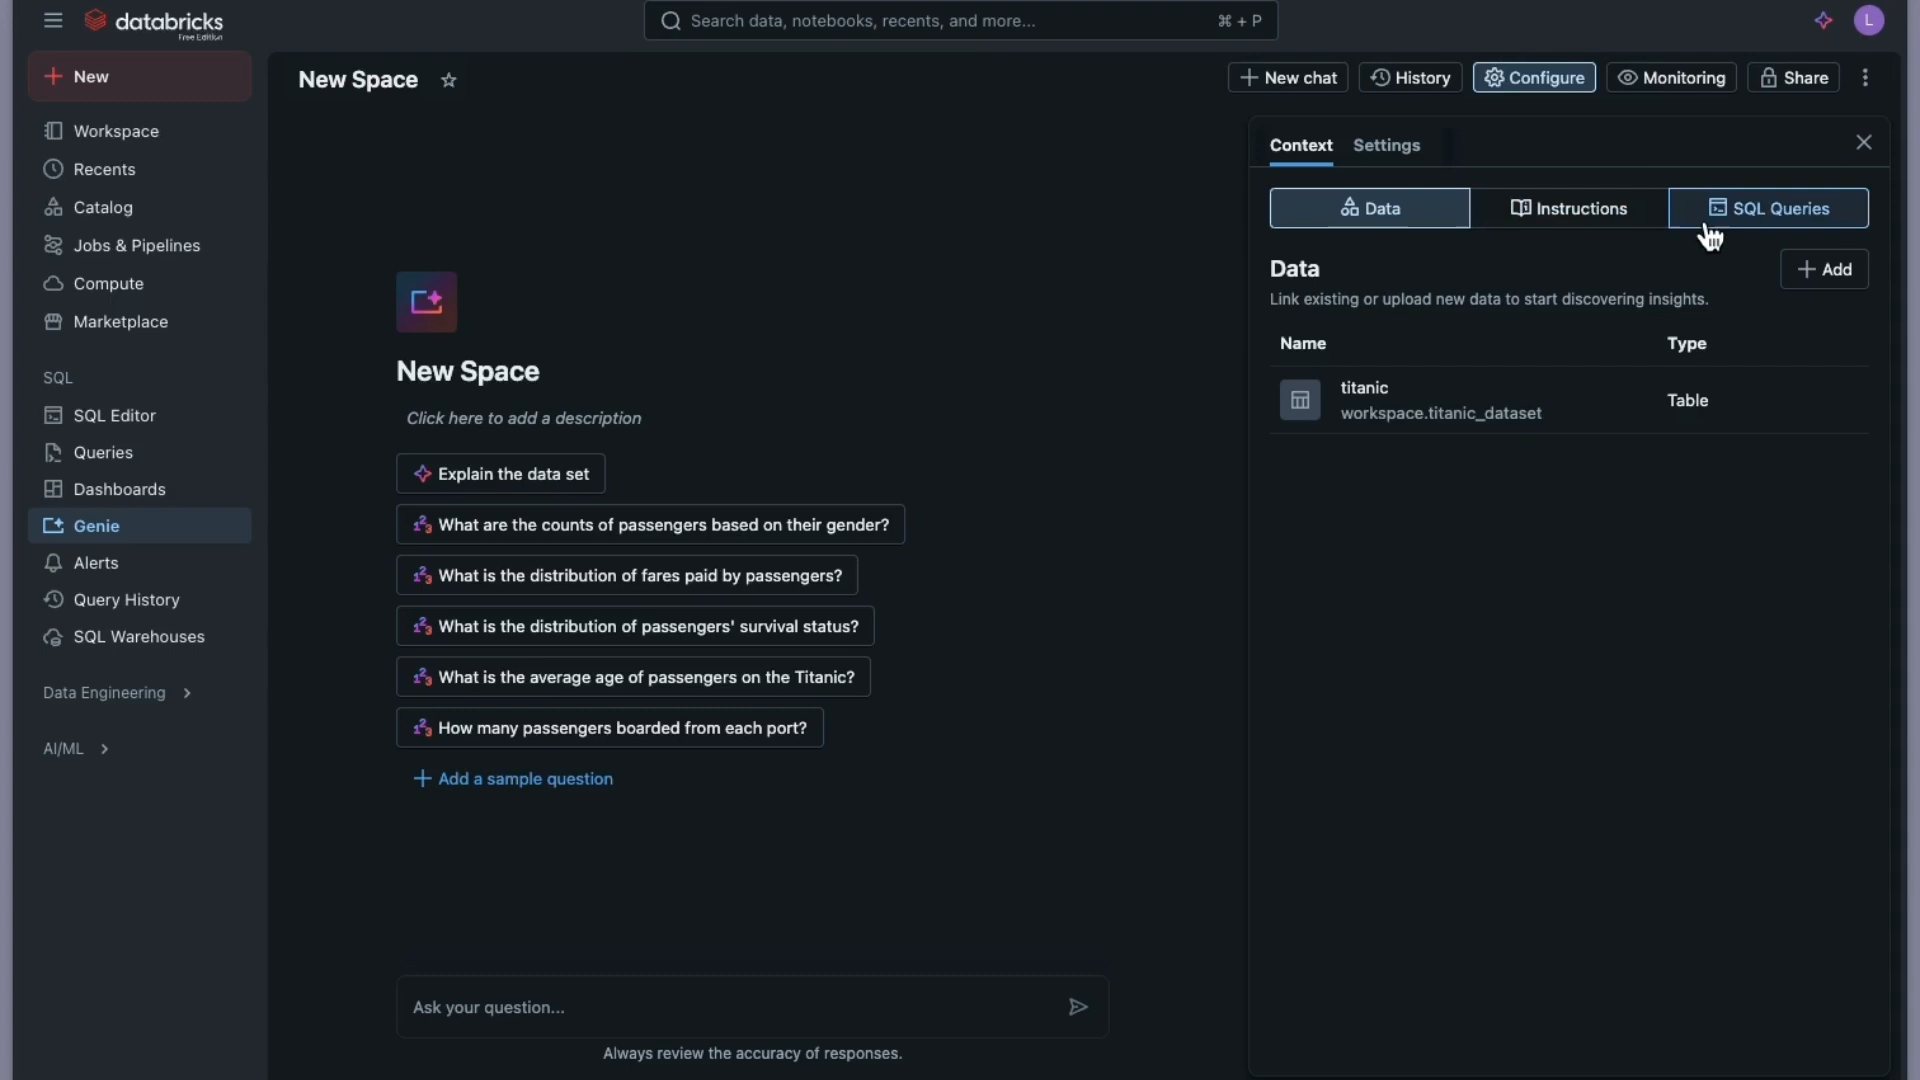 databricks
Free Edition
Search data, notebooks, recents, and more...
⌘ + P
L
New
Workspace
Recents
Catalog
Jobs & Pipelines
Compute
Marketplace
SQL
SQL Editor
Queries
Dashboards
Genie
Alerts
Query History
SQL Warehouses
Data Engineering
AI/ML
New Space
New chat
History
Configure
Monitoring
Share
New Space
Click here to add a description
Explain the data set
What are the counts of passengers based on their gender?
What is the distribution of fares paid by passengers?
What is the distribution of passengers' survival status?
What is the average age of passengers on the Titanic?
How many passengers boarded from each port?
Add a sample question
Ask your question...
Always review the accuracy of responses.
Context
Settings
Data
Instructions
SQL Queries
Data
Add
Link existing or upload new data to start discovering insights.
Name
Type
titanic
workspace.titanic_dataset
Table